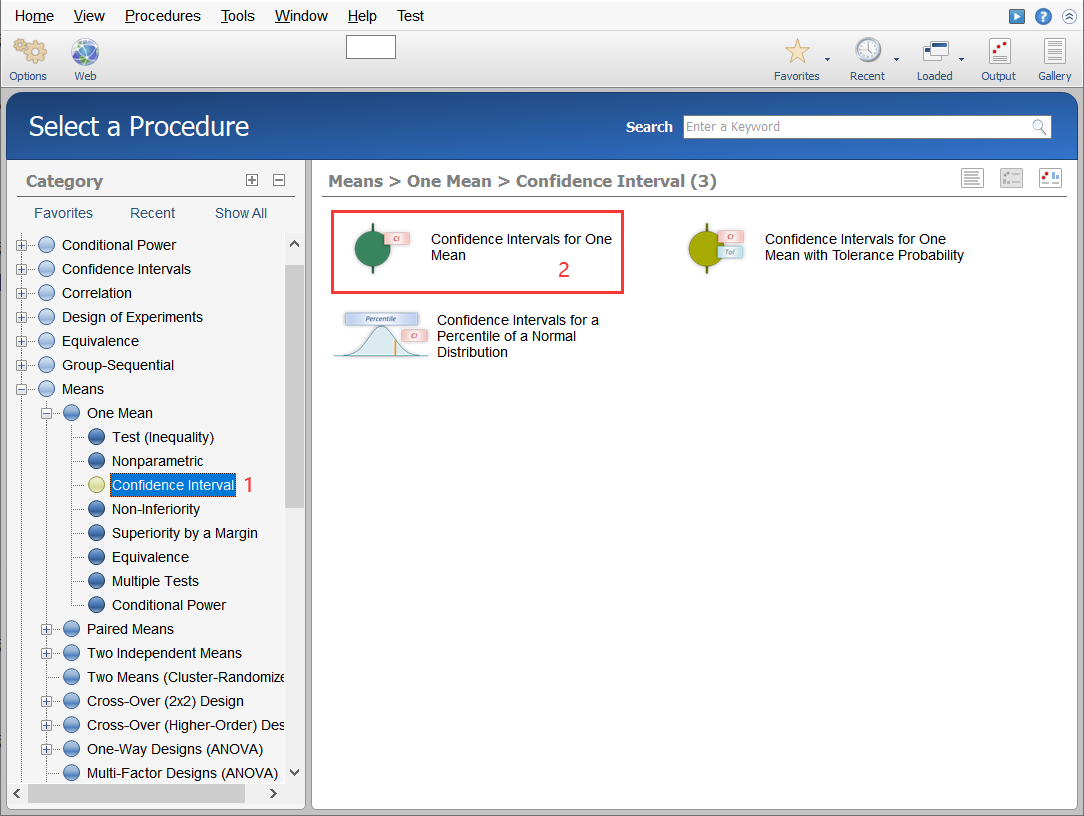 Home View Procedures Tools Window Help Test
Options Web Favorites Recent Loaded Output Gallery
Select a Procedure
Search Enter a Keyword
Category
Favorites Recent Show All
Conditional Power
Confidence Intervals
Correlation
Design of Experiments
Equivalence
Group-Sequential
Means
One Mean
Test (Inequality)
Nonparametric
Confidence Interval 1
Non-Inferiority
Superiority by a Margin
Equivalence
Multiple Tests
Conditional Power
Paired Means
Two Independent Means
Two Means (Cluster-Randomize
Cross-Over (2x2) Design
Cross-Over (Higher-Order) Des
One-Way Designs (ANOVA)
Multi-Factor Designs (ANOVA)
Means > One Mean > Confidence Interval (3)
CI
Confidence Intervals for One
Mean
2
CI
Tol
Confidence Intervals for One
Mean with Tolerance Probability
Percentile
CI
Confidence Intervals for a
Percentile of a Normal
Distribution